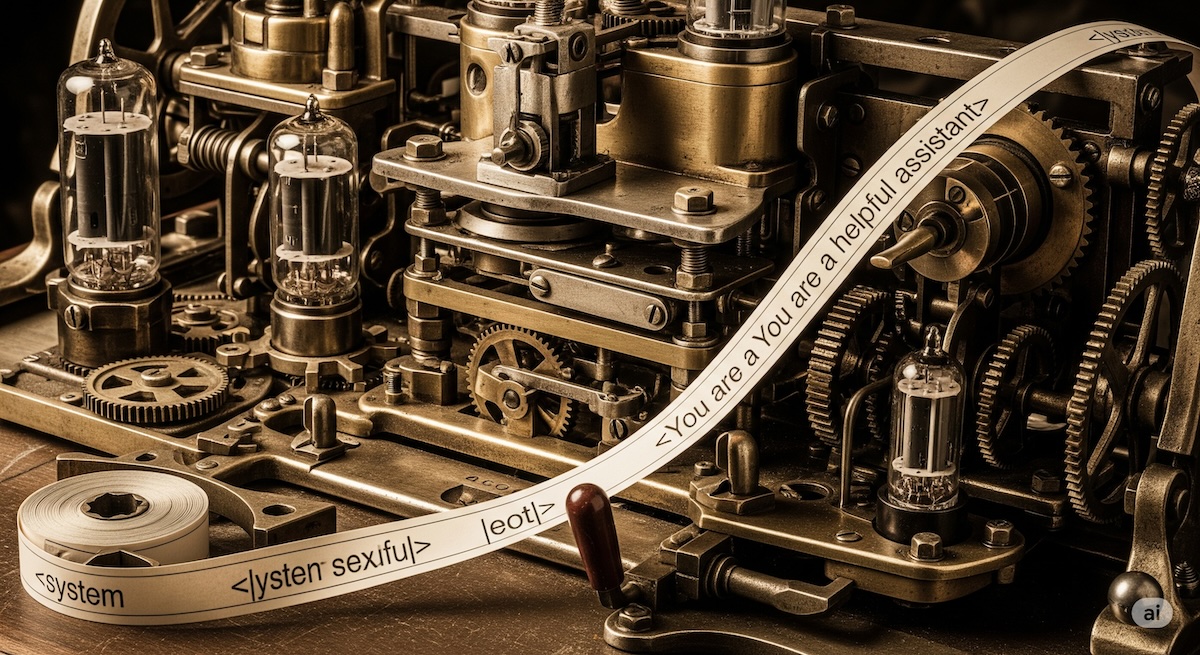 <system
<|ysten sexiful|>
|eot|>
<You are a You are a helpful assistant>
ai